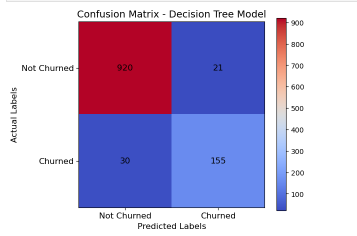 Confusion Matrix - Decision Tree Model
900
800
700
600
500
400
300
200
100
Actual Labels
Not Churned
920
21
Churned
30
155
Not Churned
Churned
Predicted Labels